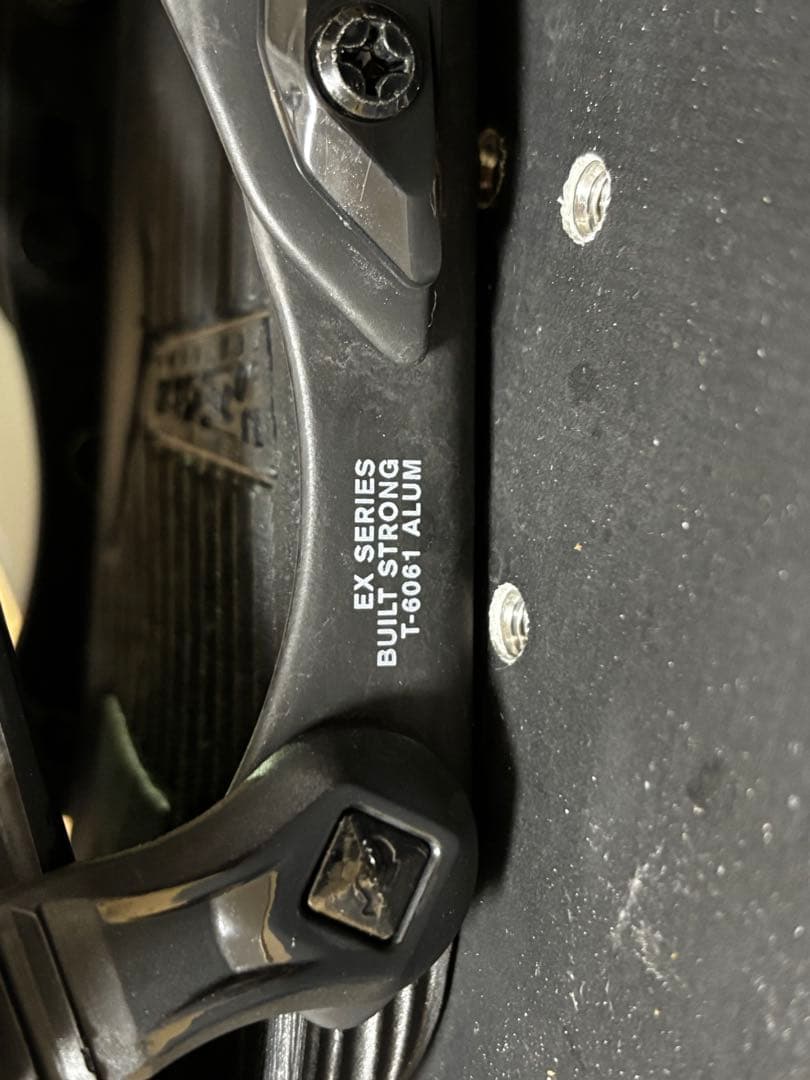 EX SERIES
BUILT STRONG
T-6061 ALUM